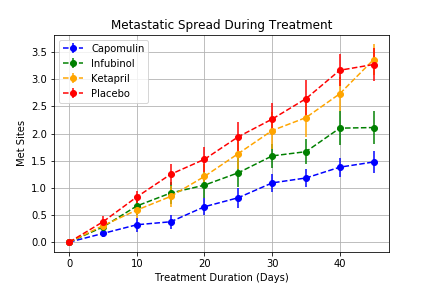 Metastatic Spread During Treatment
Capomulin
Infubinol
Ketapril
Placebo
Met Sites
3.5
3.0
2.5
2.0
1.5
1.0
0.5
0.0
0
10
20
30
40
Treatment Duration (Days)